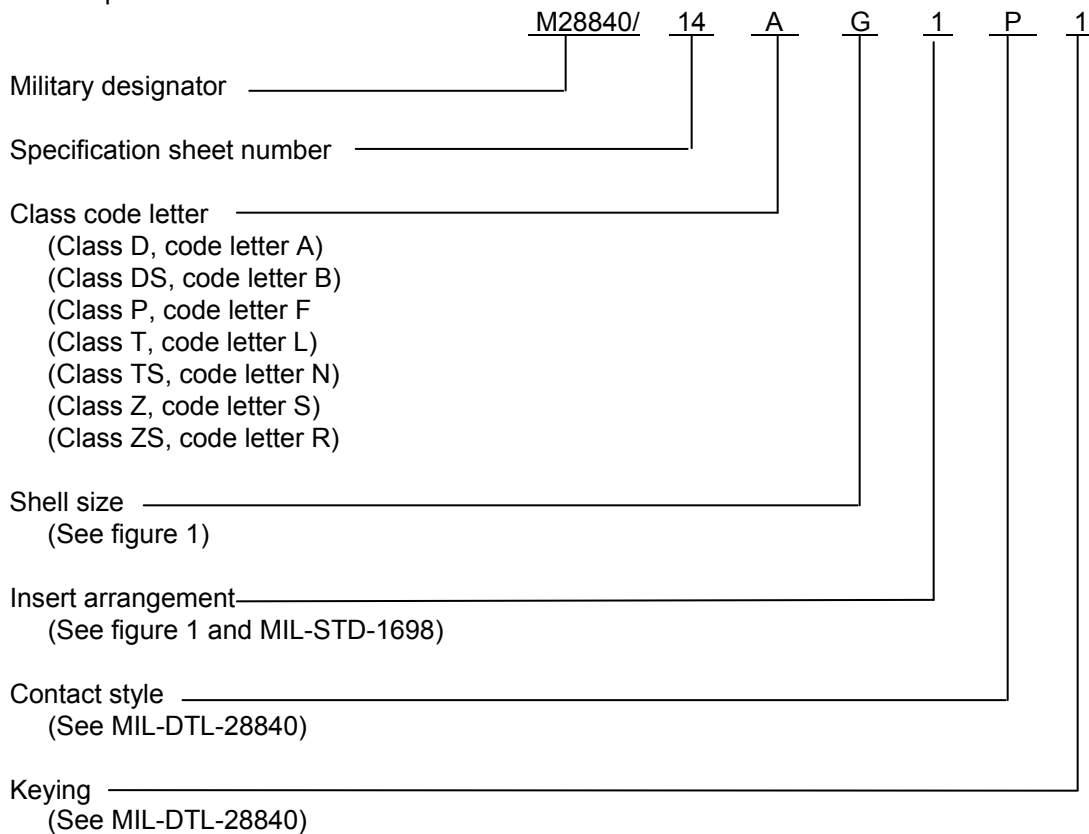 M28840/ 14 A G 1 P 1
Military designator
Specification sheet number
Class code letter
(Class D, code letter A)
(Class DS, code letter B)
(Class P, code letter F
(Class T, code letter L)
(Class TS, code letter N)
(Class Z, code letter S)
(Class ZS, code letter R)
Shell size
(See figure 1)
Insert arrangement
(See figure 1 and MIL-STD-1698)
Contact style
(See MIL-DTL-28840)
Keying
(See MIL-DTL-28840)